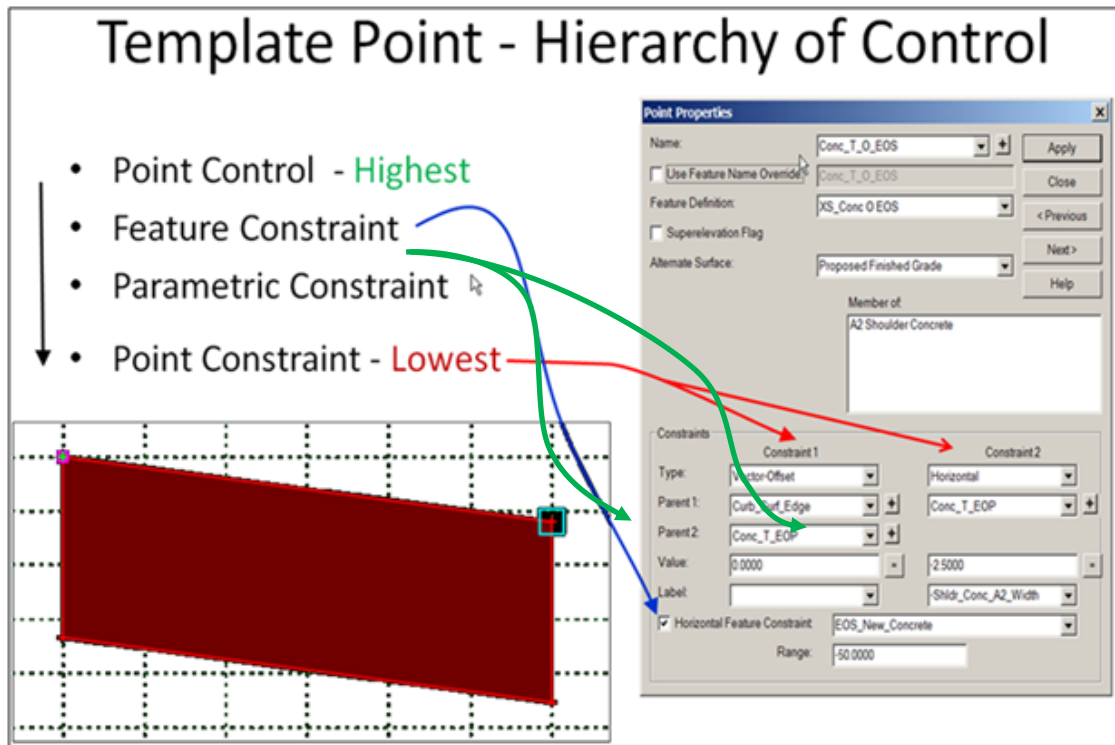 Template Point - Hierarchy of Control
• Point Control - Highest
• Feature Constraint
• Parametric Constraint
• Point Constraint - Lowest
Point Properties
Name: Conc_T_O_EOS + Apply
Use Feature Name Override: Conc_T_O_EOS Close
Feature Definition: XS_Conc O EOS < Previous
Superelevation Flag
Next >
Alternate Surface: Proposed Finished Grade
Help
Member of:
A2 Shoulder Concrete
Constraints
Constraint 1 Constraint 2
Type: Vector-Offset Horizontal
Parent 1: Curb_Surf_Edge + Conc_T_EOP +
Parent 2: Conc_T_EOP +
Value: 0.0000 = -2.5000 =
Label: -Shldr_Conc_A2_Width
Horizontal Feature Constraint: EOS_New_Concrete
Range: -50.0000